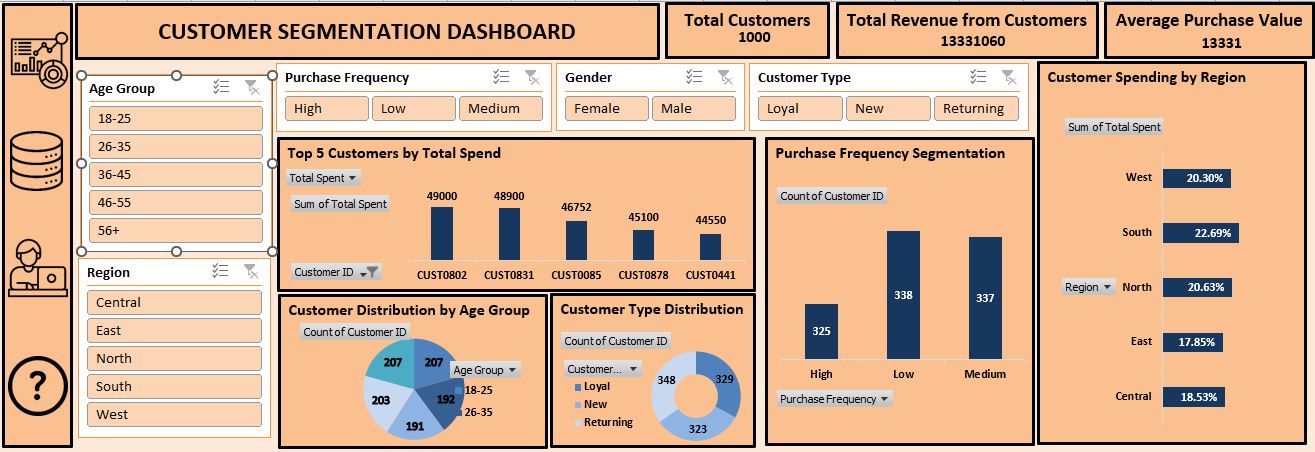 CUSTOMER SEGMENTATION DASHBOARD
Total Customers
1000
Total Revenue from Customers
13331060
Average Purchase Value
13331
Age Group
18-25
26-35
36-45
46-55
56+
Region
Central
East
North
South
West
Purchase Frequency
High Low Medium
Gender
Female Male
Customer Type
Loyal New Returning
Top 5 Customers by Total Spend
Total Spent
Sum of Total Spent
49000 48900 46752 45100 44550
Customer ID
CUST0802 CUST0831 CUST0085 CUST0878 CUST0441
Customer Distribution by Age Group
Count of Customer ID
207 207
192
203
191
Age Group
18-25
26-35
Customer Type Distribution
Count of Customer ID
Customer...
Loyal
New
Returning
348 329
323
Purchase Frequency Segmentation
Count of Customer ID
325 338 337
High Low Medium
Purchase Frequency
Customer Spending by Region
Sum of Total Spent
West 20.30%
South 22.69%
Region
North 20.63%
East 17.85%
Central 18.53%
?